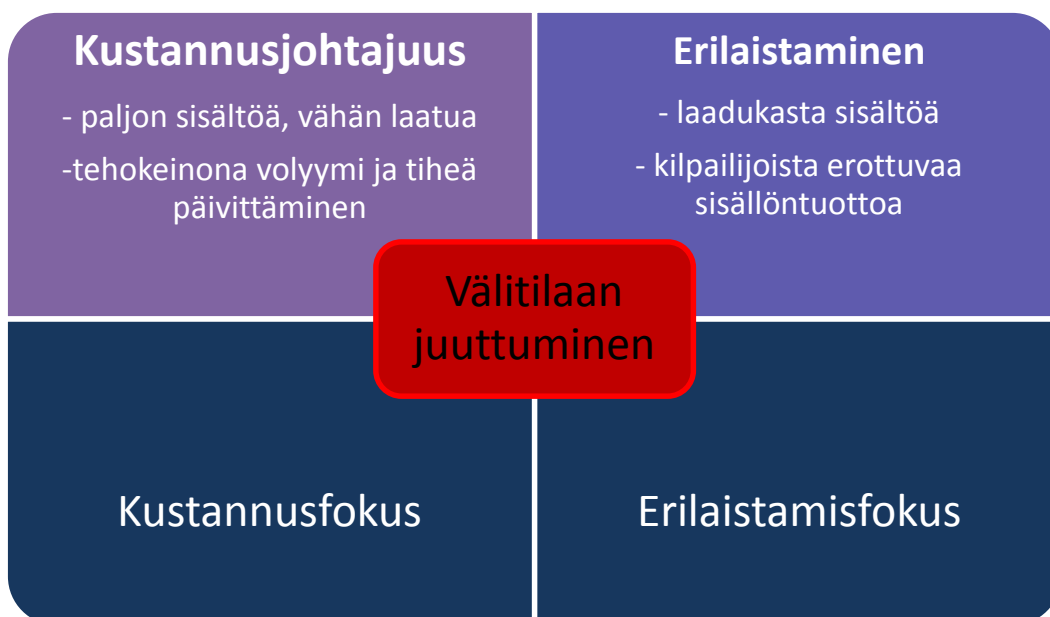 Kustannusjohtajuus
- paljon sisältöä, vähän laatua
-tehokeinona volyymi ja tiheä
päivittäminen
Erilaistaminen
- laadukasta sisältöä
- kilpailijoista erottuvaa
sisällöntuottoa
Välitilaan
juuttuminen
Kustannusfokus
Erilaistamisfokus